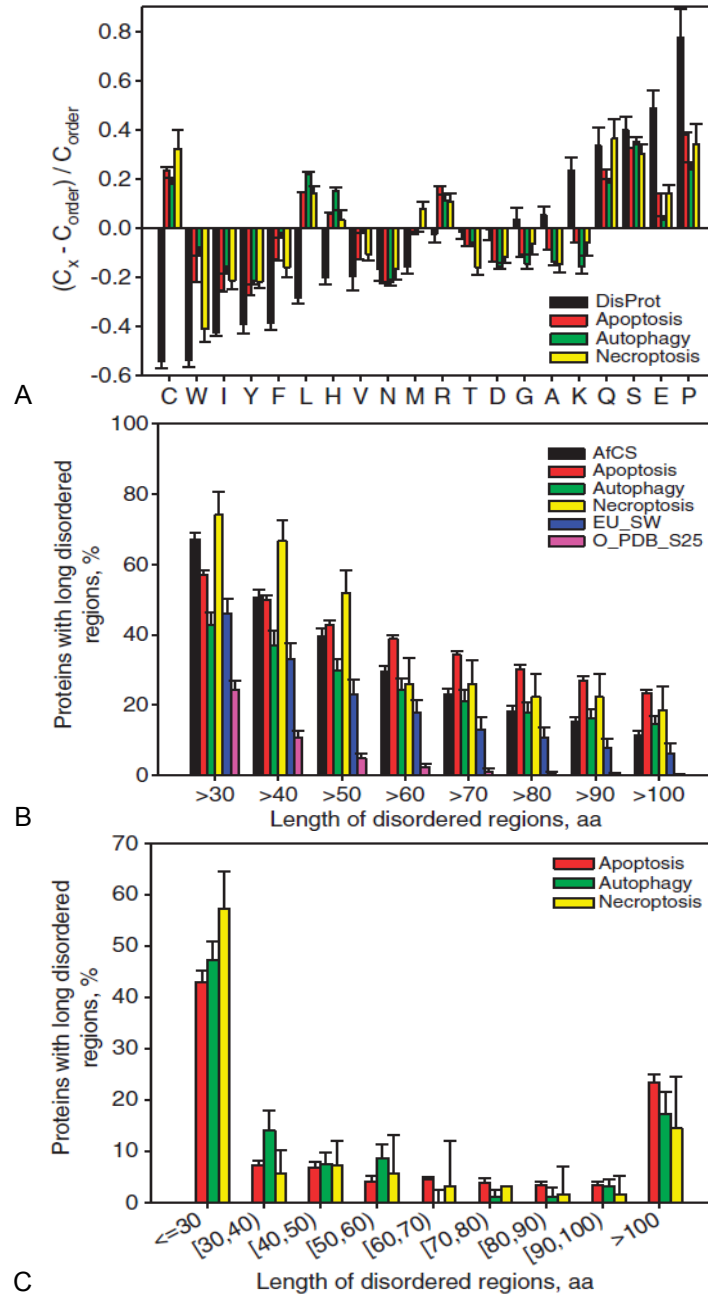 0.8
0.6
0.4
0.2
0.0
-0.2
-0.4
-0.6
(Cx - Corder) / Corder
DisProt
Apoptosis
Autophagy
Necroptosis
C W I Y F L H V N M R T D G A K Q S E P
A
100
80
60
40
20
0
Proteins with long disordered
regions, %
AfCS
Apoptosis
Autophagy
Necroptosis
EU_SW
O_PDB_S25
>30 >40 >50 >60 >70 >80 >90 >100
Length of disordered regions, aa
B
70
60
50
40
30
20
10
0
Proteins with long disordered
regions, %
Apoptosis
Autophagy
Necroptosis
<=30 [30,40) [40,50) [50,60) [60,70) [70,80) [80,90) [90,100) >100
Length of disordered regions, aa
C